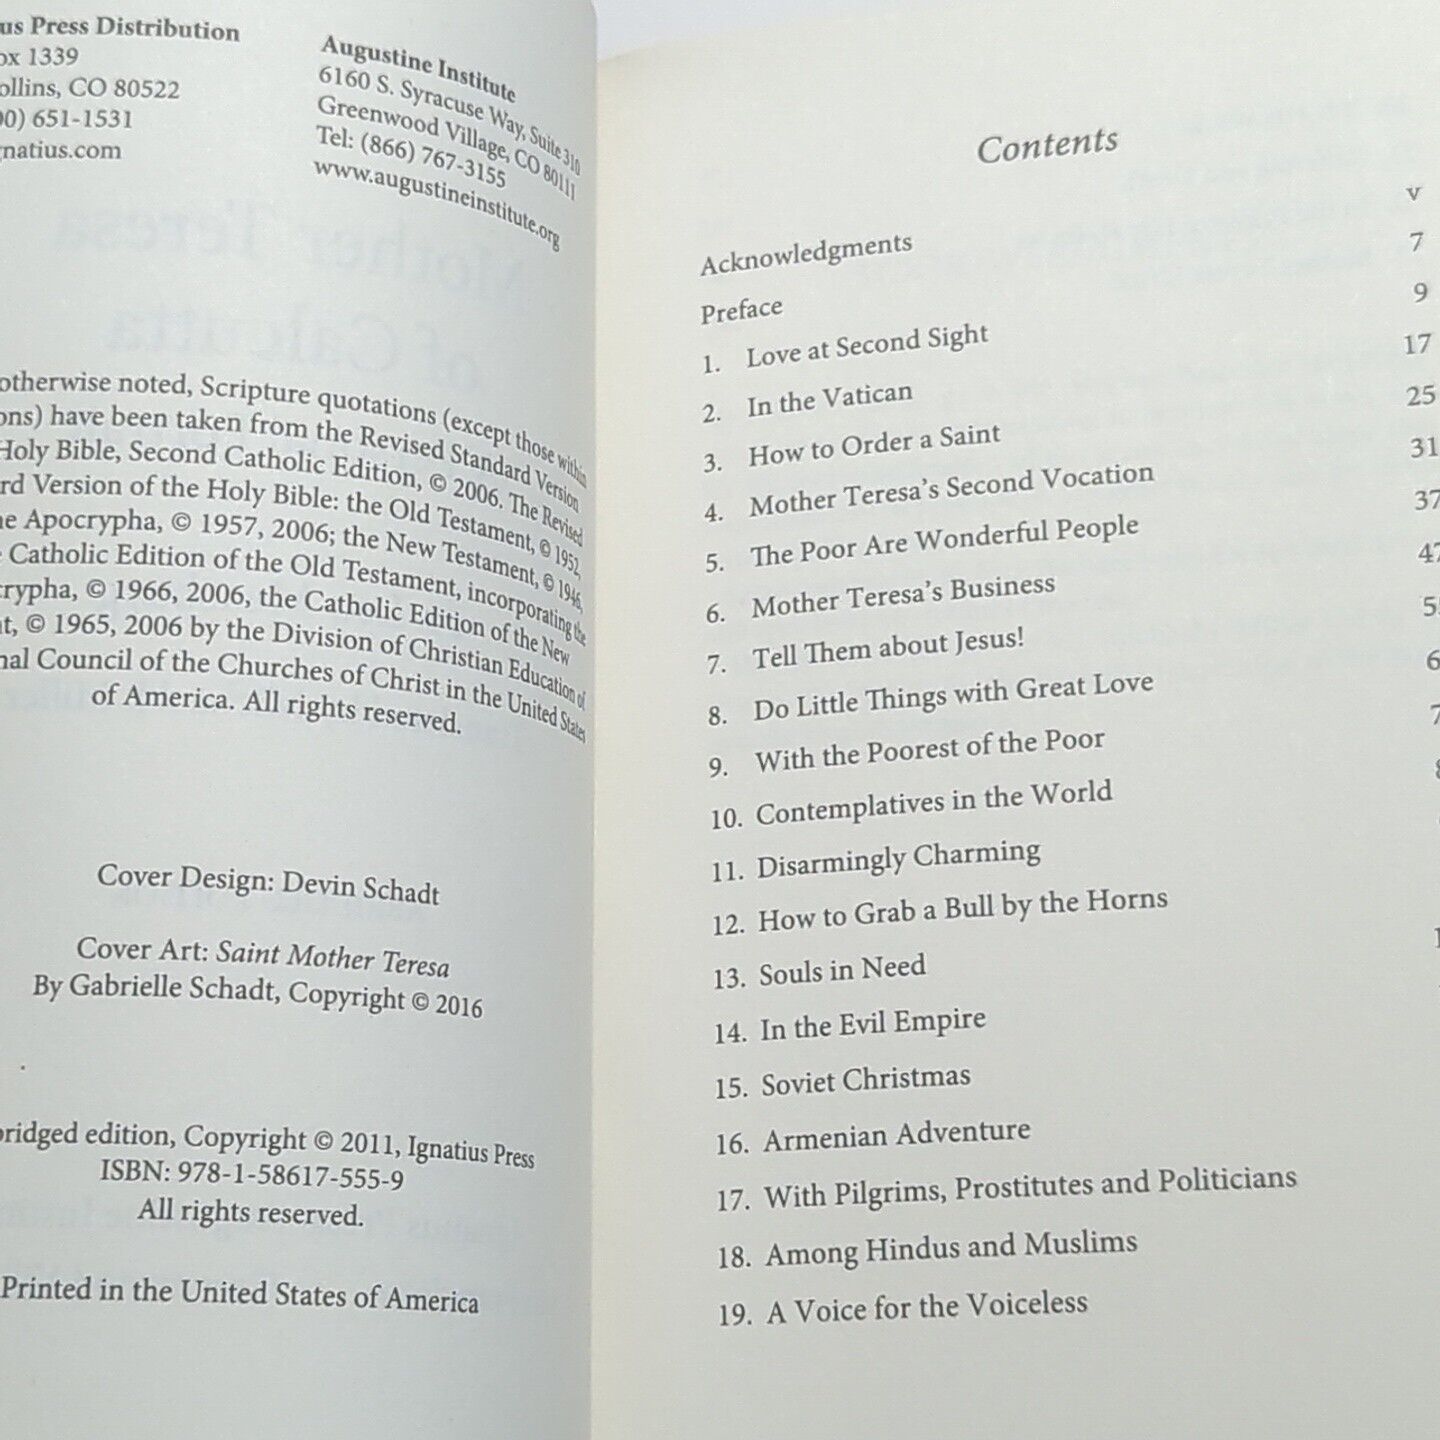 Press Distribution
1339
CO 80522
651-1531
Augustine Institute
6160 S. Syracuse Way, Suite 310
Greenwood Village, CO 80111
Tel: (866) 767-3155
www.augustineinstitute.org
otherwise noted, Scripture quotations (except those within
have been taken from the Revised Standard Version
Holy Bible, Second Catholic Edition, © 2006. The Revised
Version of the Holy Bible: the Old Testament, © 1952,
Apocrypha, © 1957, 2006; the New Testament, © 1946,
Catholic Edition of the Old Testament, incorporating the
© 1966, 2006, the Catholic Edition of the New
© 1965, 2006 by the Division of Christian Education of
Council of the Churches of Christ in the United States
of America. All rights reserved.
Cover Design: Devin Schadt
Cover Art: Saint Mother Teresa
By Gabrielle Schadt, Copyright © 2016
edition, Copyright © 2011, Ignatius Press
ISBN: 978-1-58617-555-9
All rights reserved.
Printed in the United States of America
Contents
Acknowledgments v
Preface 7
1. Love at Second Sight 9
2. In the Vatican 17
3. How to Order a Saint 25
4. Mother Teresa's Second Vocation 31
5. The Poor Are Wonderful People 37
6. Mother Teresa's Business 47
7. Tell Them about Jesus!
8. Do Little Things with Great Love
9. With the Poorest of the Poor
10. Contemplatives in the World
11. Disarmingly Charming
12. How to Grab a Bull by the Horns
13. Souls in Need
14. In the Evil Empire
15. Soviet Christmas
16. Armenian Adventure
17. With Pilgrims, Prostitutes and Politicians
18. Among Hindus and Muslims
19. A Voice for the Voiceless